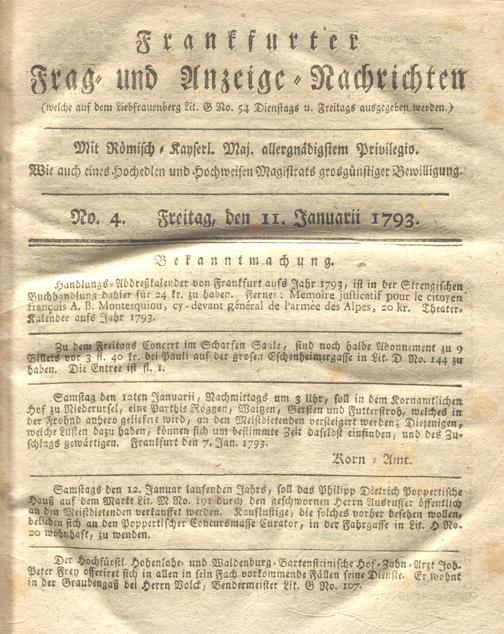 Frankfurter
Frag- und Anzeige-Nachrichten
(welche auf dem Liebfrauenberg Lit. G No. 54 Dienstags u. Freitags ausgegeben werden.)
Mit Römisch-Kayserl. Maj. allergnädigstem Privilegio.
Wie auch eines Hochedlen und Hochweisen Magistrats grosgünstiger Bewilligung.
No. 4. Freitag, den 11. Januarii 1793.
Bekanntmachung.
Handlungs-Addreßkalender von Frankfurt aufs Jahr 1793, ist in der Strengischen
Buchhandlung dahier für 24 kr. zu haben. Ferner: Memoire justicatif pour le citoyen
françois A. B. Montesquiou, cy-devant général de l'armée des Alpes, 20 kr. Theater-
Kalender aufs Jahr 1793.
Zu dem Freitags Concert im Scharfen Saale, sind noch halbe Abonnement zu 9
Billets vor 3 fl. 40 kr. bei Pauli auf der grosen Eschenheimergasse in Lit. D No. 144 zu
haben. Die Entree ist fl. 1.
Samstag den 12ten Januarii, Nachmittags um 3 Uhr, soll in dem Kornamtlichen
Hof zu Niederursel, eine Parthie Roggen, Waitzen, Gersten und Futterstroh, welches in
der Frohnd anhero geliefert wird, an den Meistbietenden versteigert werden; Diejenigen,
welche Lusten dazu haben, können sich um bestimmte Zeit daselbst einfinden, und des Zu-
schlags gewärtigen. Frankfurt den 7. Jan. 1793.
Korn-Amt.
Samstags den 12. Januar laufenden Jahrs, soll das Philipp Dietrich Poppertische
Hauß auf dem Markt Lit. M No. 191 durch den geschwornen Herrn Ausruffer öffentlich
an den Meistbietenden verkauffet werden. Kauflustige, die solches vorher besehen wollen,
belieben sich an den Poppertischer Concursmasse Curator, in der Fahrgasse in Lit. H No.
20 wohnhaft, zu wenden.
Der Hochfürstl. Hohenlohe- und Waldenburg-Bartensteinische Hof-Zahn-Arzt Joh.
Peter Frey offeriret sich in allen in sein Fach vorkommende Fällen seine Dienste. Er wohnt
in der Graubengaß bei Herrn Volck, Bendermeister Lit. G No. 107.